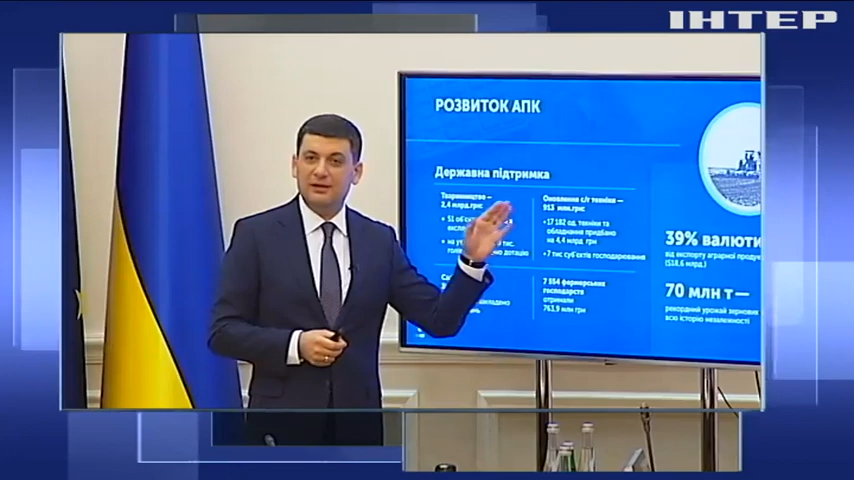 ІНТЕР
РОЗВИТОК АПК
Державна підтримка
Тваринництво —
2,4 млрд.грн:
Оновлення с/г техніки —
913 млн.грн:
17 182 од. техніки та
обладнання придбано
на 4,4 млрд грн
7 тис суб'єктів господарювання
7 554 фермерських
господарств
отримали
763,9 млн грн
39% валюти
від експорту аграрної продук
($18,6 млрд.)
70 млн т —
рекордний урожай зернових
всю історію незалежності